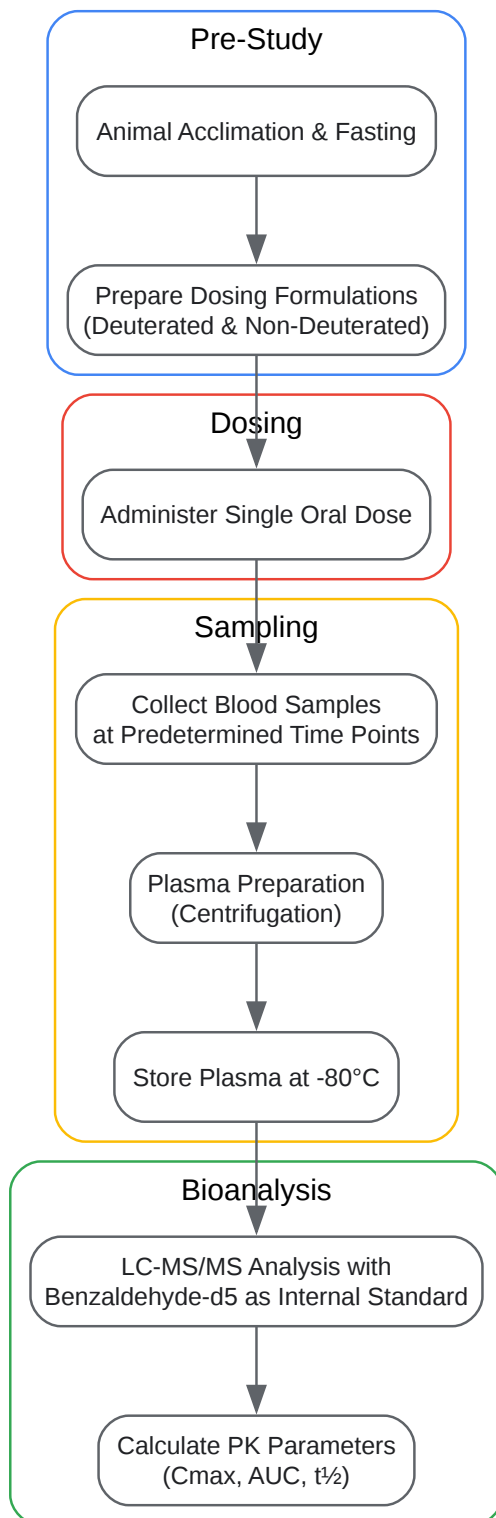 Pre-Study
Animal Acclimation & Fasting
Prepare Dosing Formulations
(Deuterated & Non-Deuterated)
Dosing
Administer Single Oral Dose
Sampling
Collect Blood Samples
at Predetermined Time Points
Plasma Preparation
(Centrifugation)
Store Plasma at -80°C
Bioanalysis
LC-MS/MS Analysis with
Benzaldehyde-d5 as Internal Standard
Calculate PK Parameters
(Cmax, AUC, t½)